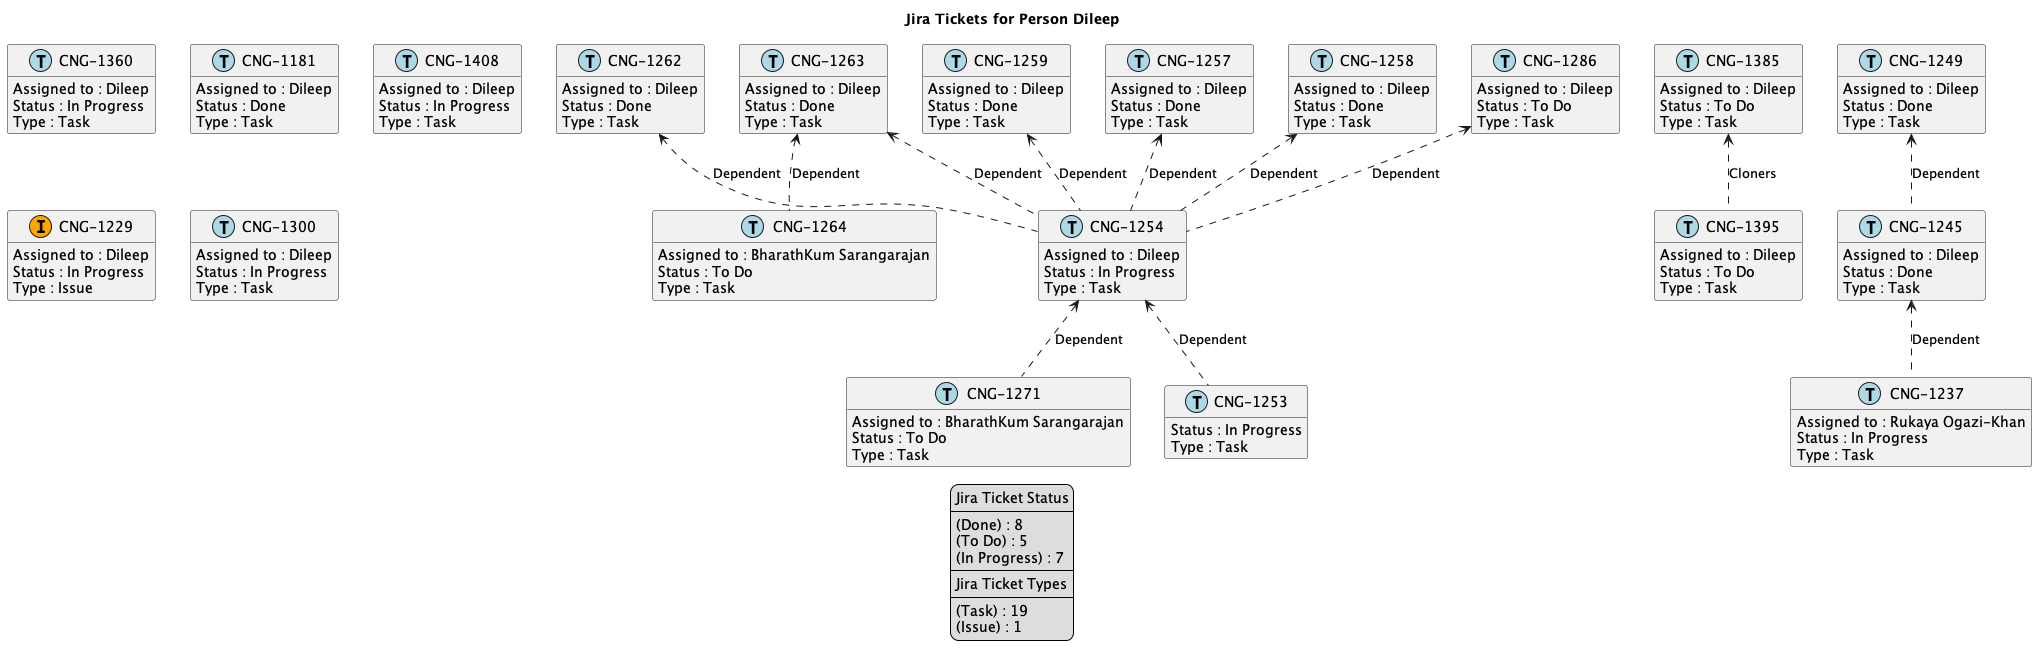 Jira Tickets for Person Dileep
T CNG-1360
Assigned to : Dileep
Status : In Progress
Type : Task
T CNG-1181
Assigned to : Dileep
Status : Done
Type : Task
T CNG-1408
Assigned to : Dileep
Status : In Progress
Type : Task
T CNG-1262
Assigned to : Dileep
Status : Done
Type : Task
T CNG-1263
Assigned to : Dileep
Status : Done
Type : Task
T CNG-1259
Assigned to : Dileep
Status : Done
Type : Task
T CNG-1257
Assigned to : Dileep
Status : Done
Type : Task
T CNG-1258
Assigned to : Dileep
Status : Done
Type : Task
T CNG-1286
Assigned to : Dileep
Status : To Do
Type : Task
T CNG-1385
Assigned to : Dileep
Status : To Do
Type : Task
T CNG-1249
Assigned to : Dileep
Status : Done
Type : Task
Dependent
Dependent
Dependent
Dependent
Dependent
Dependent
Dependent
Cloners
Dependent
I CNG-1229
Assigned to : Dileep
Status : In Progress
Type : Issue
T CNG-1300
Assigned to : Dileep
Status : In Progress
Type : Task
T CNG-1264
Assigned to : BharathKum Sarangarajan
Status : To Do
Type : Task
T CNG-1254
Assigned to : Dileep
Status : In Progress
Type : Task
T CNG-1395
Assigned to : Dileep
Status : To Do
Type : Task
T CNG-1245
Assigned to : Dileep
Status : Done
Type : Task
Dependent
Dependent
Dependent
T CNG-1271
Assigned to : BharathKum Sarangarajan
Status : To Do
Type : Task
T CNG-1253
Status : In Progress
Type : Task
T CNG-1237
Assigned to : Rukaya Ogazi-Khan
Status : In Progress
Type : Task
Jira Ticket Status
(Done) : 8
(To Do) : 5
(In Progress) : 7
Jira Ticket Types
(Task) : 19
(Issue) : 1